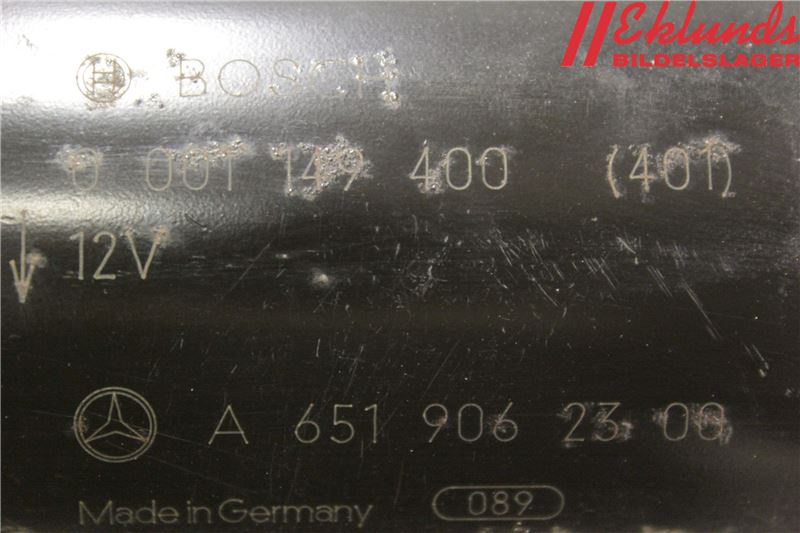 Eklunds
BILDELSLAGER
BOSCH
0 001 149 400 (401)
12V
A 651 906 23 00
Made in Germany 089